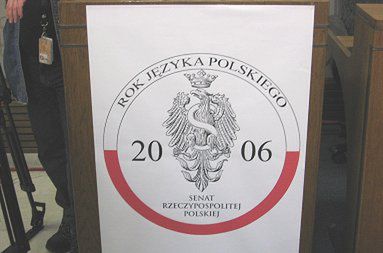 ROK JĘZYKA POLSKIEGO
20 06
SENAT
RZECZYPOSPOLITEJ
POLSKIEJ